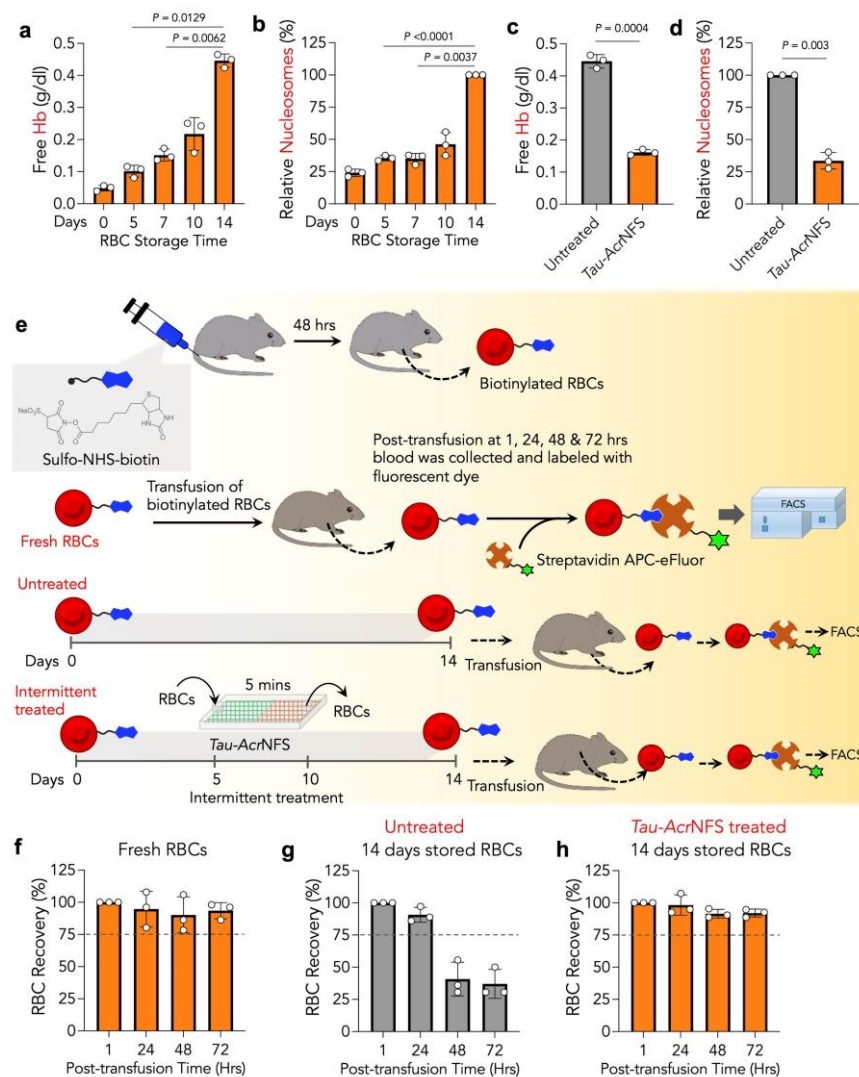 a
P = 0.0129
P = 0.0062
Free Hb (g/dl)
0.5
0.4
0.3
0.2
0.1
0.0
Days 0 5 7 10 14
RBC Storage Time
b
P <0.0001
P = 0.0037
Relative Nucleosomes (%)
100
75
50
25
0
Days 0 5 7 10 14
RBC Storage Time
c
P = 0.0004
Free Hb (g/dl)
0.5
0.4
0.3
0.2
0.1
0.0
Untreated
Tau-AcrNFS
d
P = 0.003
Relative Nucleosomes (%)
100
75
50
25
0
Untreated
Tau-AcrNFS
e
48 hrs
Biotinylated RBCs
Sulfo-NHS-biotin
Post-transfusion at 1, 24, 48 & 72 hrs
blood was collected and labeled with
fluorescent dye
Transfusion of
biotinylated RBCs
Fresh RBCs
Streptavidin APC-eFluor
FACS
Untreated
Days 0 14
Transfusion
FACS
Intermittent
treated
RBCs
5 mins
RBCs
Tau-AcrNFS
Days 0 5 10 14
Intermittent treatment
Transfusion
FACS
f
Fresh RBCs
RBC Recovery (%)
125
100
75
50
25
0
1 24 48 72
Post-transfusion Time (Hrs)
g
Untreated
14 days stored RBCs
RBC Recovery (%)
125
100
75
50
25
0
1 24 48 72
Post-transfusion Time (Hrs)
h
Tau-AcrNFS treated
14 days stored RBCs
RBC Recovery (%)
125
100
75
50
25
0
1 24 48 72
Post-transfusion Time (Hrs)